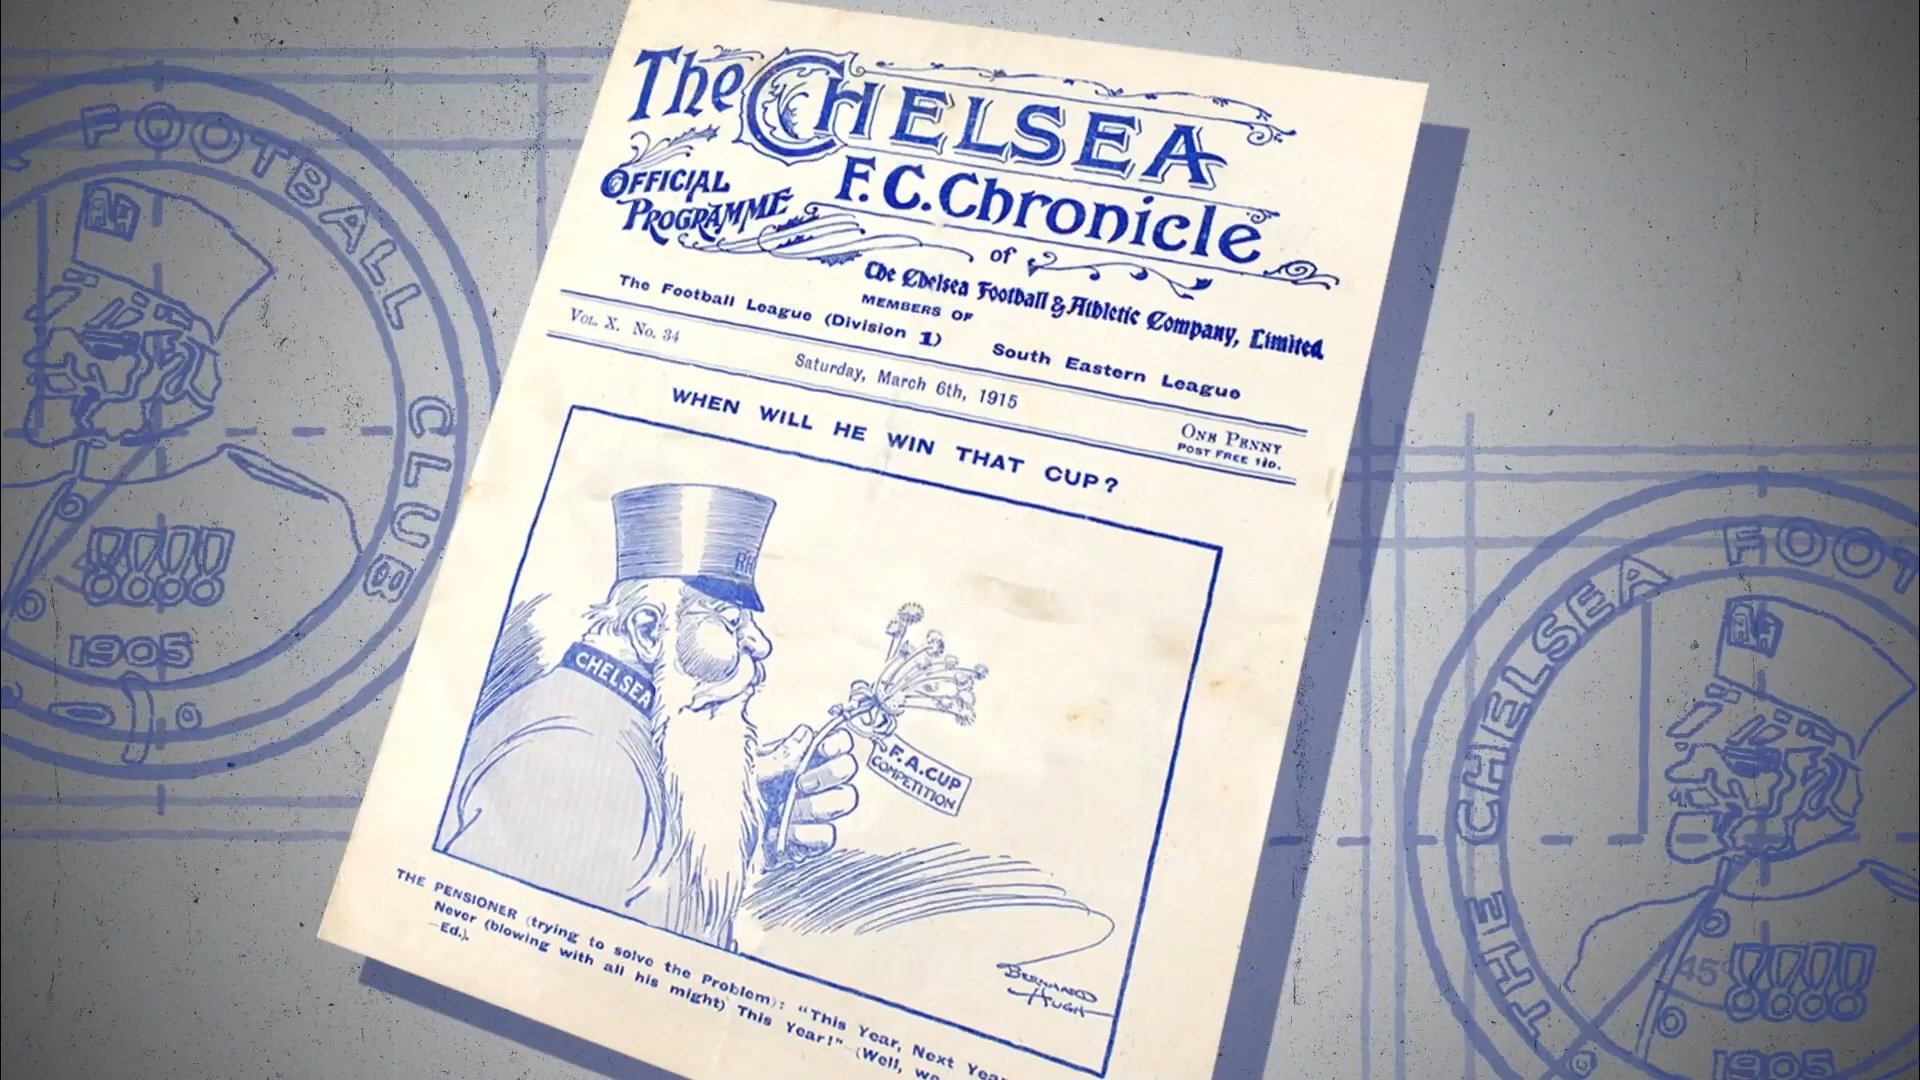 The CHELSEA
OFFICIAL PROGRAMME
F.C. Chronicle
of
The Chelsea Football & Athletic Company, Limited
MEMBERS OF
The Football League (Division 1) South Eastern League
VOL. X. No. 34
Saturday, March 6th, 1915
ONE PENNY
POST FREE
WHEN WILL HE WIN THAT CUP?
CHELSEA
F.A.CUP
COMPETITION
BERNARD
HUGH
THE PENSIONER (trying to solve the Problem): "This Year, Next Year
Never (blowing with all his might) This Year!" (Well, we
—Ed.).
FOOTBALL CLUB
1905
THE CHELSEA FOOT
45°
1905